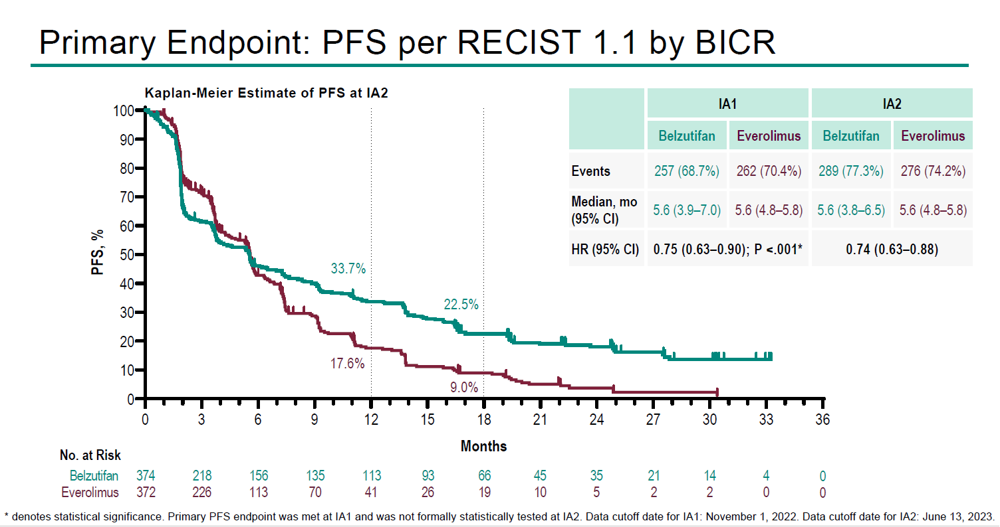 Primary Endpoint: PFS per RECIST 1.1 by BICR
Kaplan-Meier Estimate of PFS at IA2
PFS, %
100
90
80
70
60
50
40
30
20
10
0
33.7%
22.5%
17.6%
9.0%
0 3 6 9 12 15 18 21 24 27 30 33 36
Months
IA1 IA2
Belzutifan Everolimus Belzutifan Everolimus
Events 257 (68.7%) 262 (70.4%) 289 (77.3%) 276 (74.2%)
Median, mo
(95% CI) 5.6 (3.9–7.0) 5.6 (4.8–5.8) 5.6 (3.8–6.5) 5.6 (4.8–5.8)
HR (95% CI) 0.75 (0.63–0.90); P <.001* 0.74 (0.63–0.88)
No. at Risk
Belzutifan 374 218 156 135 113 93 66 45 35 21 14 4 0
Everolimus 372 226 113 70 41 26 19 10 5 2 2 0 0
* denotes statistical significance. Primary PFS endpoint was met at IA1 and was not formally statistically tested at IA2. Data cutoff date for IA1: November 1, 2022. Data cutoff date for IA2: June 13, 2023.